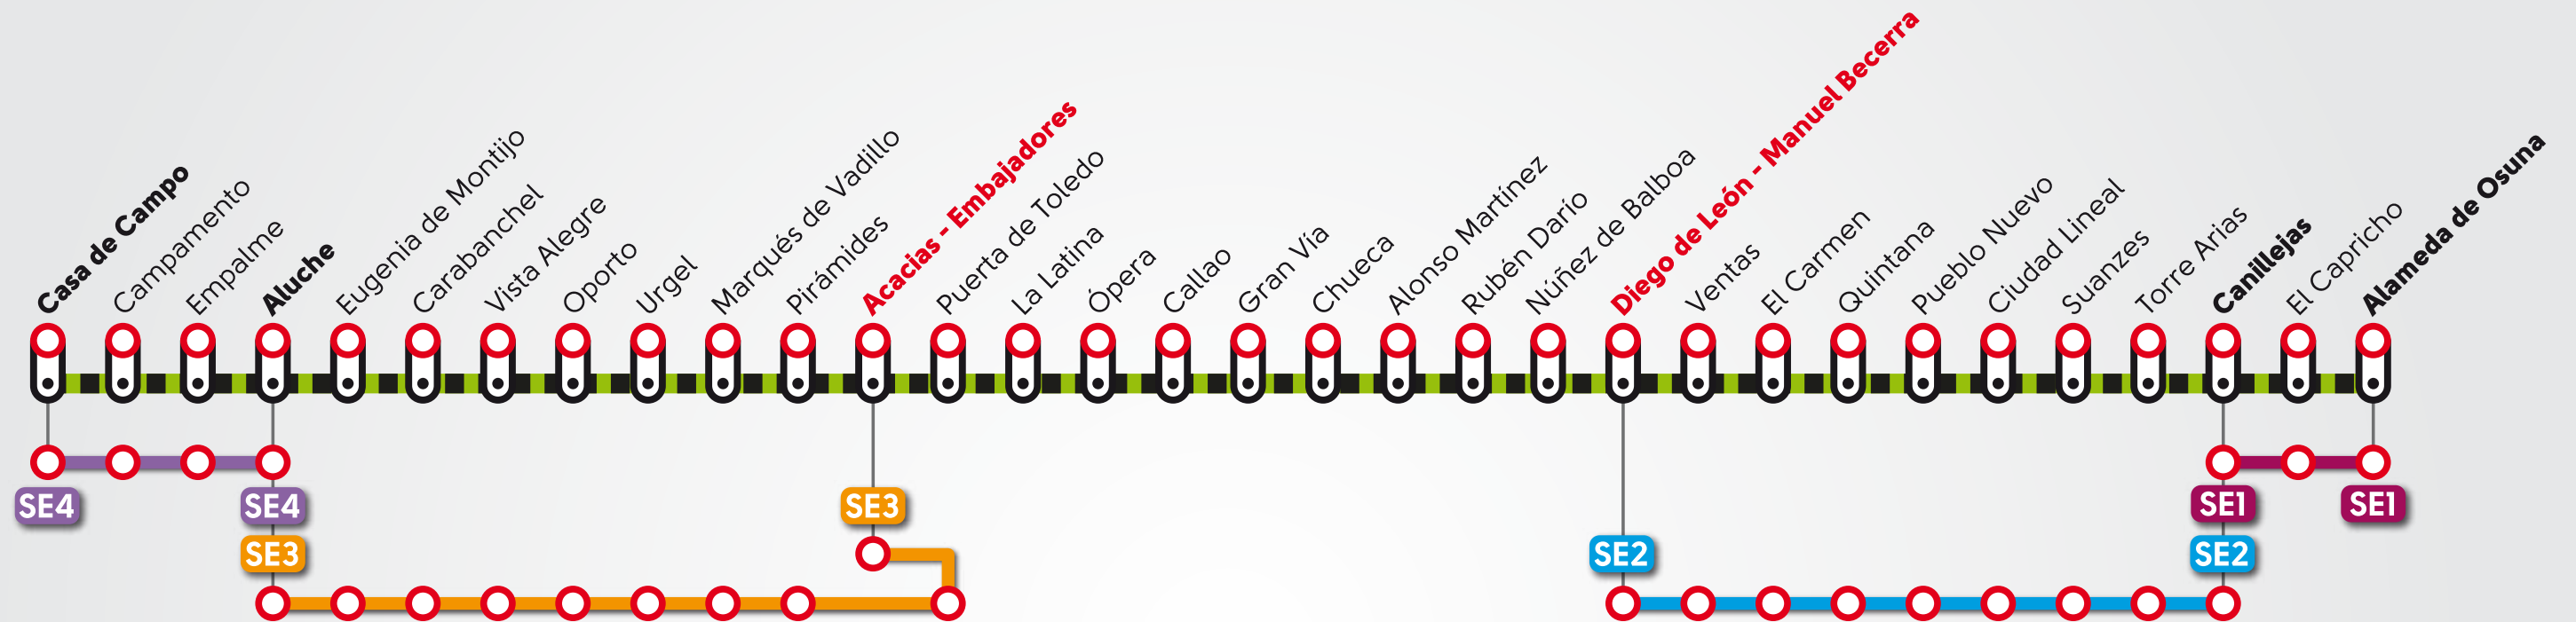 Casa de Campo
Campamento
Empalme
Aluche
Eugenia de Montijo
Carabanchel
Vista Alegre
Oporto
Urgel
Marqués de Vadillo
Pirámides
Acacias - Embajadores
Puerta de Toledo
La Latina
Ópera
Callao
Gran Vía
Chueca
Alonso Martínez
Rubén Darío
Núñez de Balboa
Diego de León - Manuel Becerra
Ventas
El Carmen
Quintana
Pueblo Nuevo
Ciudad Lineal
Suanzes
Torre Arias
Canillejas
El Capricho
Alameda de Osuna
SE4
SE4
SE3
SE1
SE1
SE3
SE2
SE2